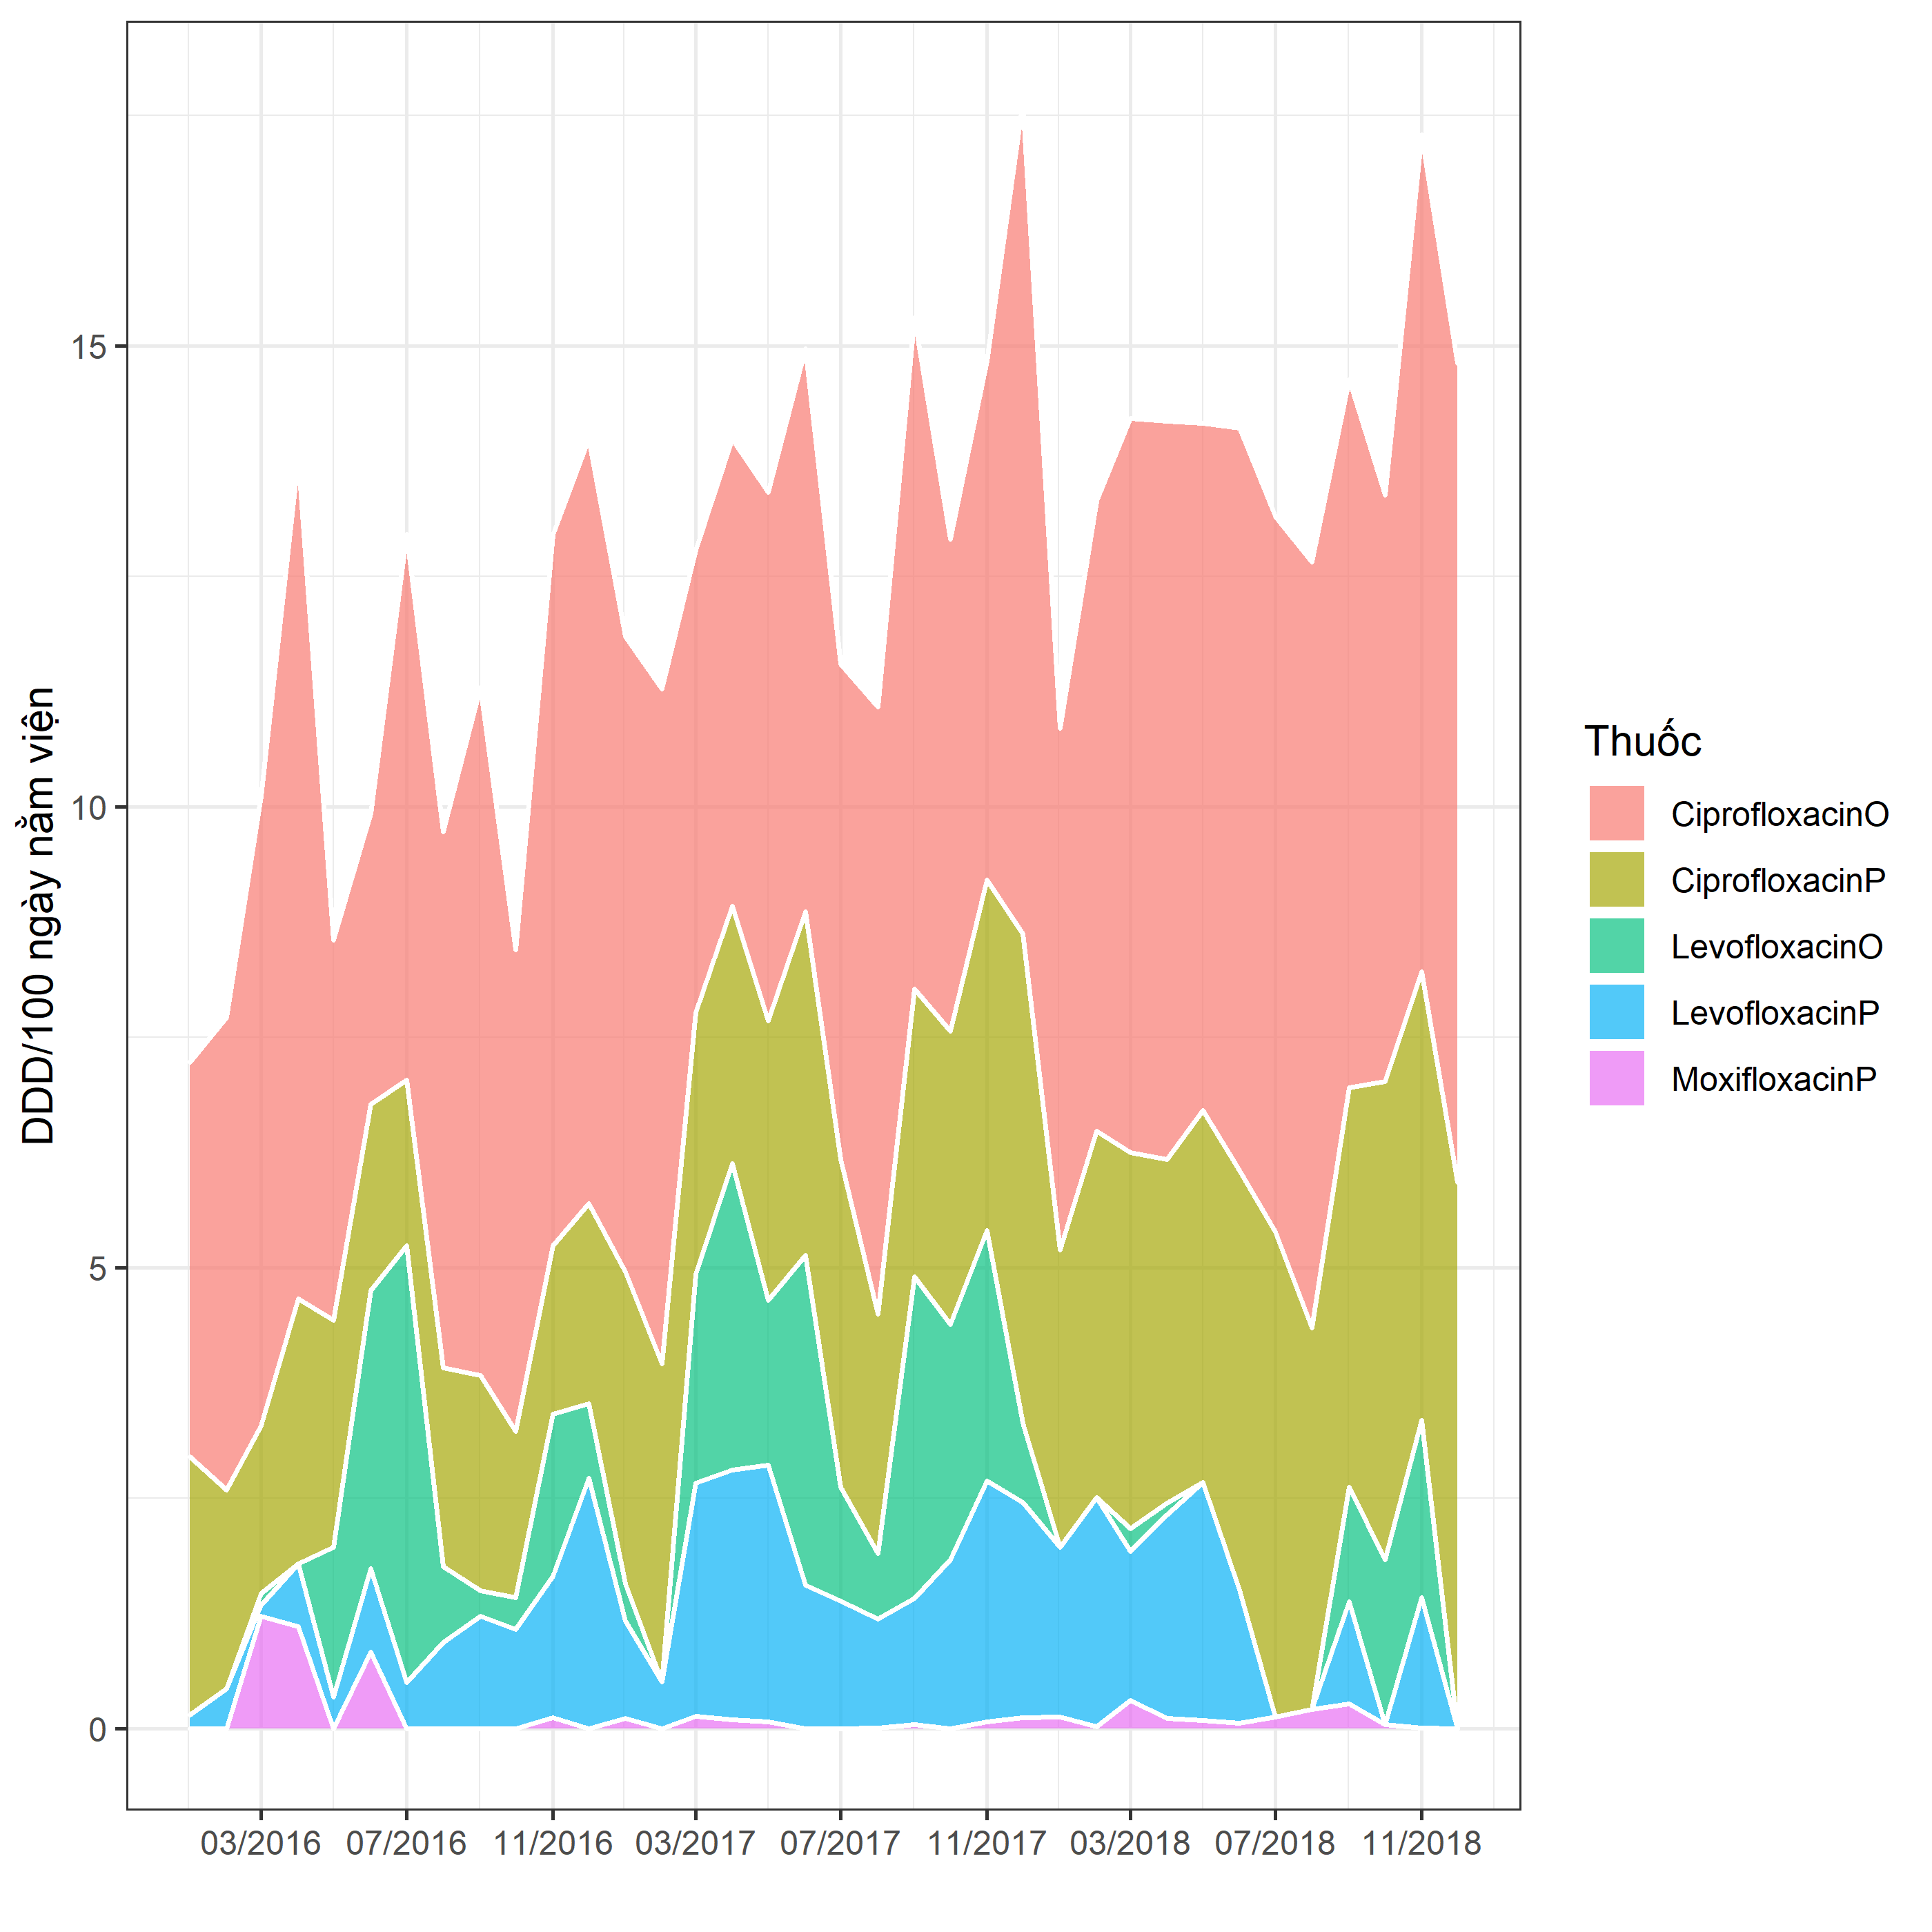 DDD/100 ngày nằm viện
15
10
5
0
03/2016 07/2016 11/2016 03/2017 07/2017 11/2017 03/2018 07/2018 11/2018
Thuốc
CiprofloxacinO
CiprofloxacinP
LevofloxacinO
LevofloxacinP
MoxifloxacinP